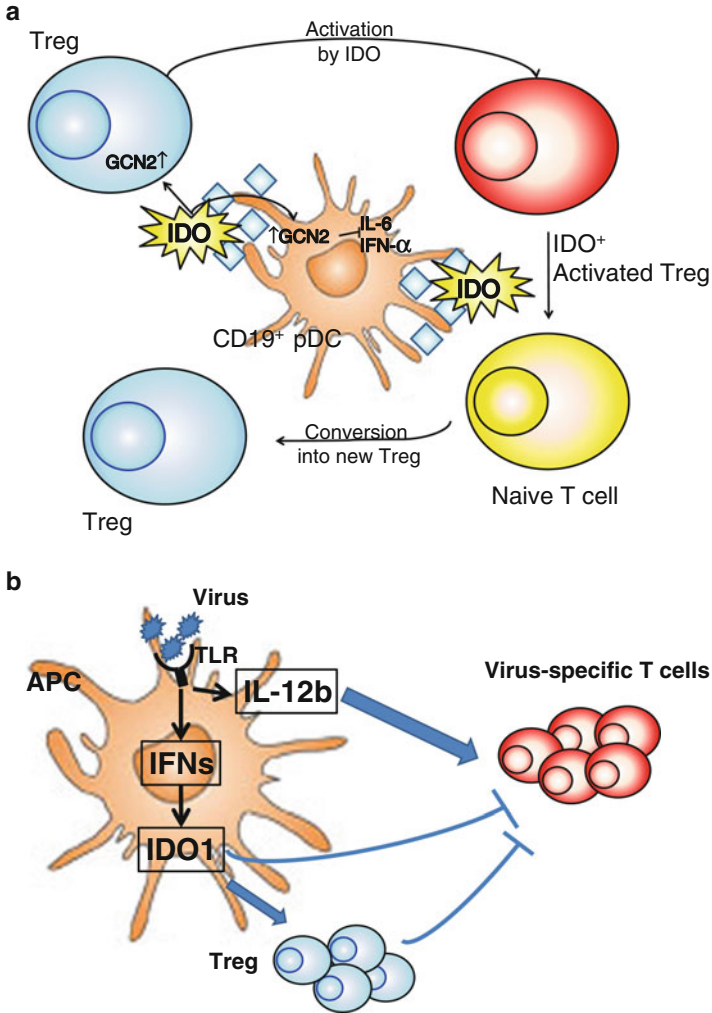 a
Treg
Activation
by IDO
GCN2↑
IDO
↑GCN2
IL-6
IFN-α
IDO
IDO⁺
Activated Treg
CD19⁺ pDC
Conversion
into new Treg
Naive T cell
Treg
b
Virus
TLR
APC
IL-12b
Virus-specific T cells
IFNs
IDO1
Treg